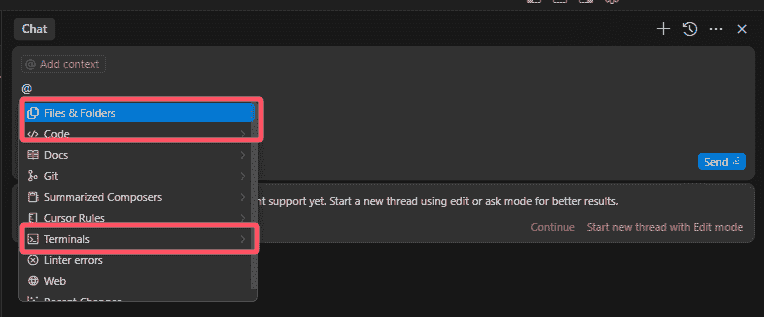 Chat
@ Add context
@
Files & Folders
Code
Docs
Git
Send
Summarized Composers
nt support yet. Start a new thread using edit or ask mode for better results.
Cursor Rules
Continue Start new thread with Edit mode
Terminals
Linter errors
Web
Recent Changes